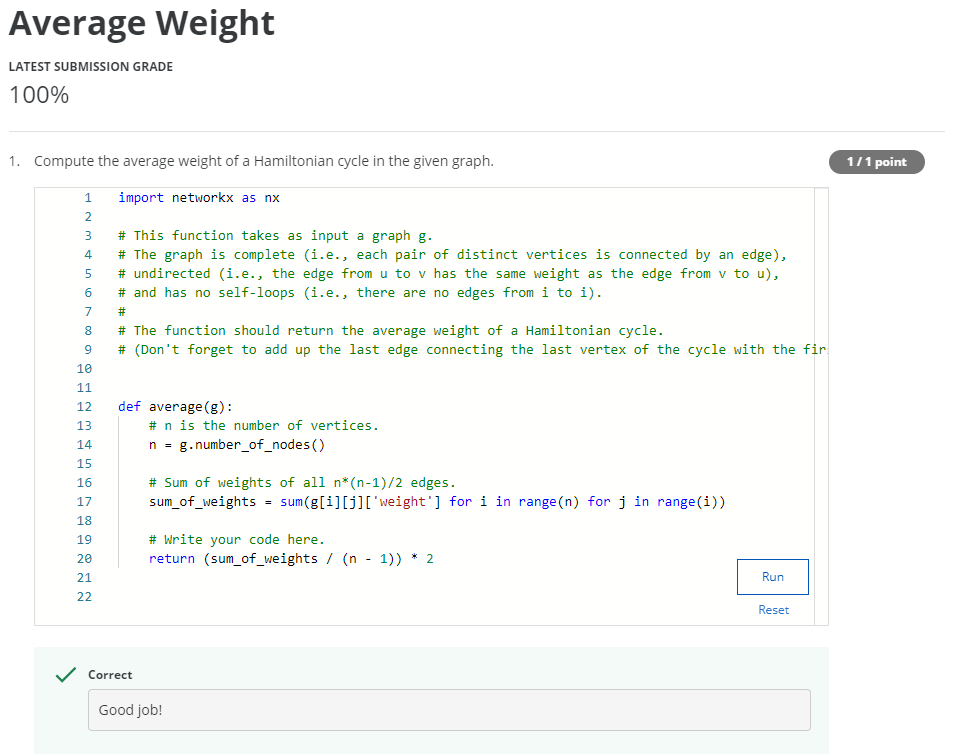 Average Weight
LATEST SUBMISSION GRADE
100%
1. Compute the average weight of a Hamiltonian cycle in the given graph.
1 / 1 point
1 import networkx as nx
2
3 # This function takes as input a graph g.
4 # The graph is complete (i.e., each pair of distinct vertices is connected by an edge),
5 # undirected (i.e., the edge from u to v has the same weight as the edge from v to u),
6 # and has no self-loops (i.e., there are no edges from i to i).
7 #
8 # The function should return the average weight of a Hamiltonian cycle.
9 # (Don't forget to add up the last edge connecting the last vertex of the cycle with the fir
10
11
12 def average(g):
13 # n is the number of vertices.
14 n = g.number_of_nodes()
15
16 # Sum of weights of all n*(n-1)/2 edges.
17 sum_of_weights = sum(g[i][j]['weight'] for i in range(n) for j in range(i))
18
19 # Write your code here.
20 return (sum_of_weights / (n - 1)) * 2
21
22
Run
Reset
Correct
Good job!